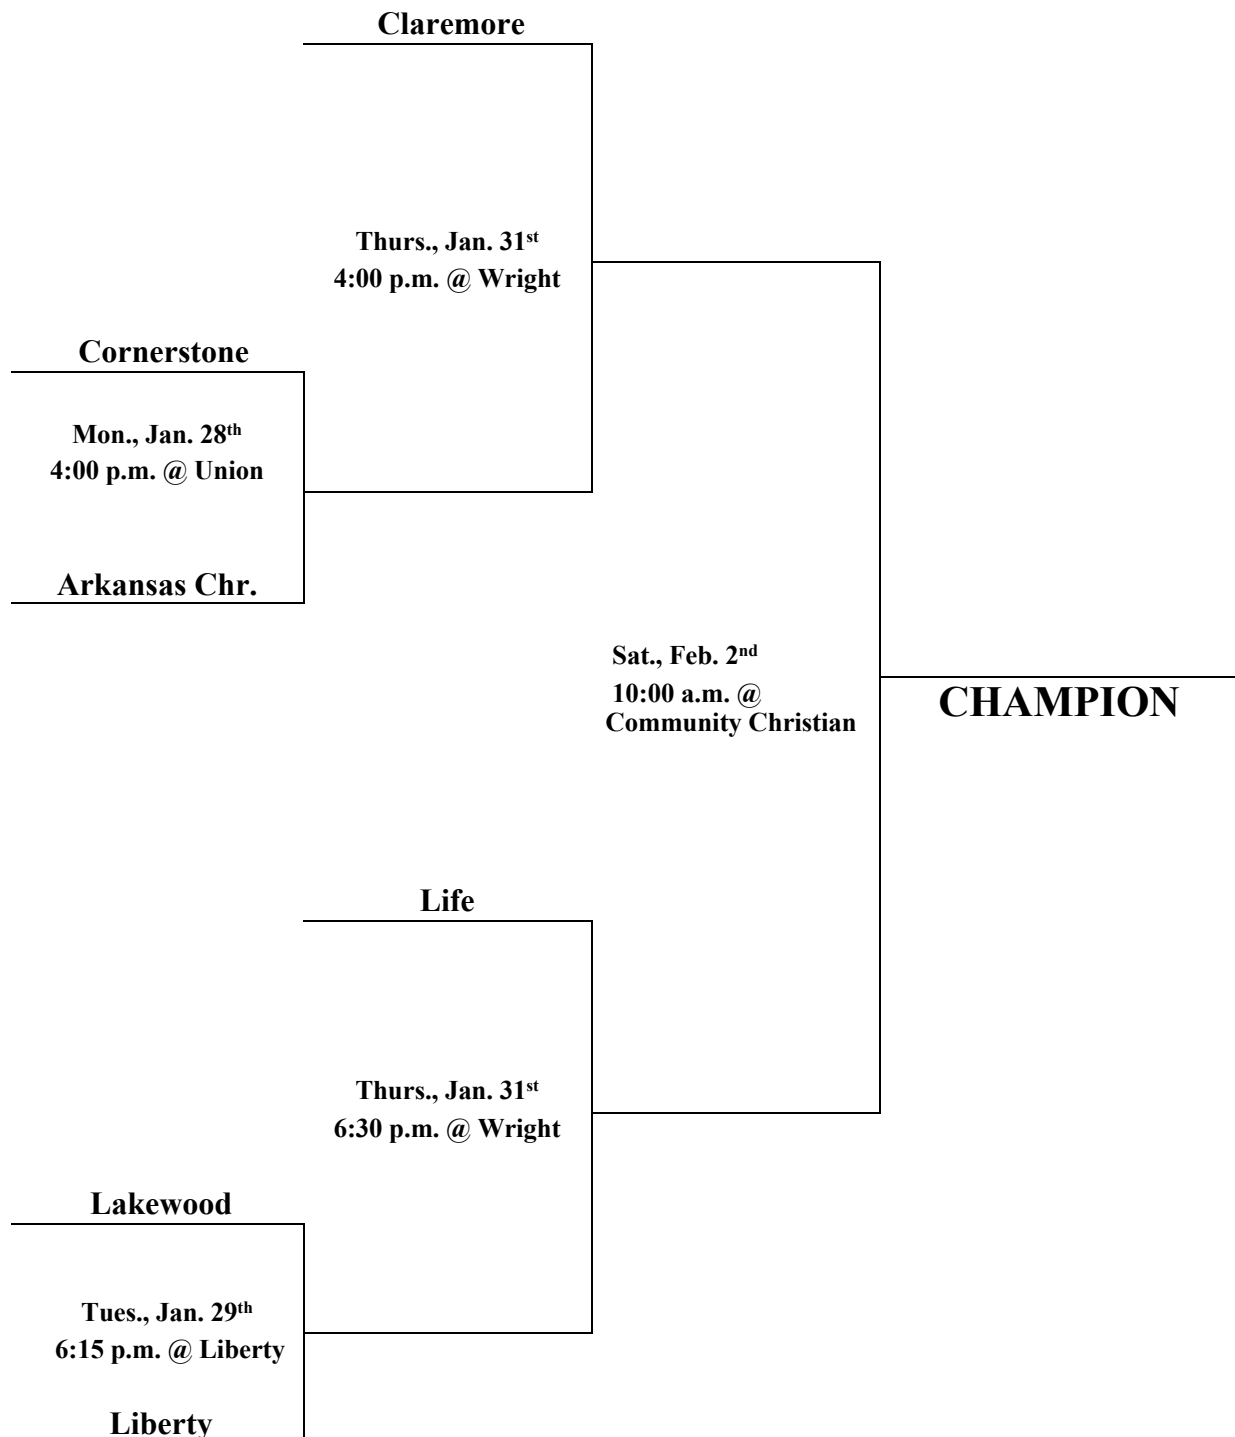 Claremore
Thurs., Jan. 31st
4:00 p.m. @ Wright
Cornerstone
Mon., Jan. 28th
4:00 p.m. @ Union
Arkansas Chr.
Sat., Feb. 2nd
10:00 a.m. @
Community Christian
CHAMPION
Life
Thurs., Jan. 31st
6:30 p.m. @ Wright
Lakewood
Tues., Jan. 29th
6:15 p.m. @ Liberty
Liberty